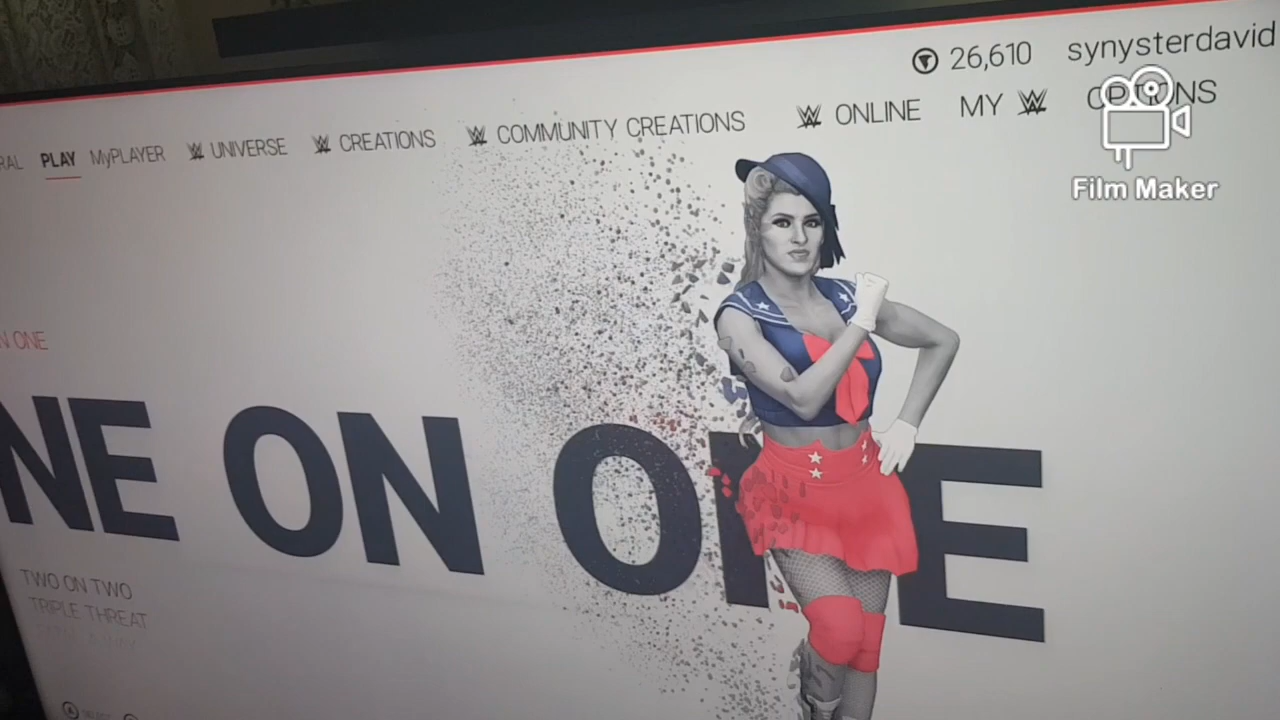 26,610 synysterdavid
RAL PLAY MyPLAYER UNIVERSE CREATIONS COMMUNITY CREATIONS ONLINE MY OPTIONS
Film Maker
N ONE
NE ON ONE
TWO ON TWO
TRIPLE THREAT